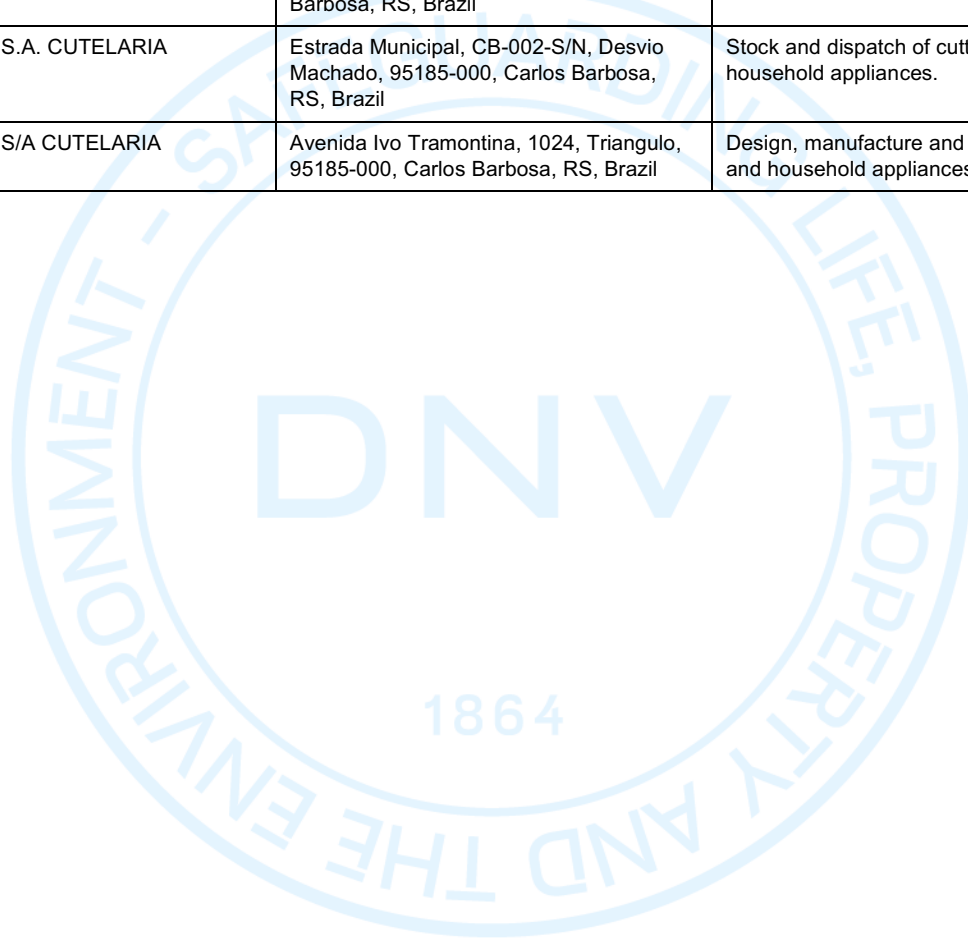 Barbosa, RS, Brazil
S.A. CUTELARIA
Estrada Municipal, CB-002-S/N, Desvio
Machado, 95185-000, Carlos Barbosa,
RS, Brazil
Stock and dispatch of
household appliances.
S/A CUTELARIA
Avenida Ivo Tramontina, 1024, Triangulo,
95185-000, Carlos Barbosa, RS, Brazil
Design, manufacture and
and household appliances
SAFEGUARDING LIFE, PROPERTY AND THE ENVIRONMENT -
DNV
1864